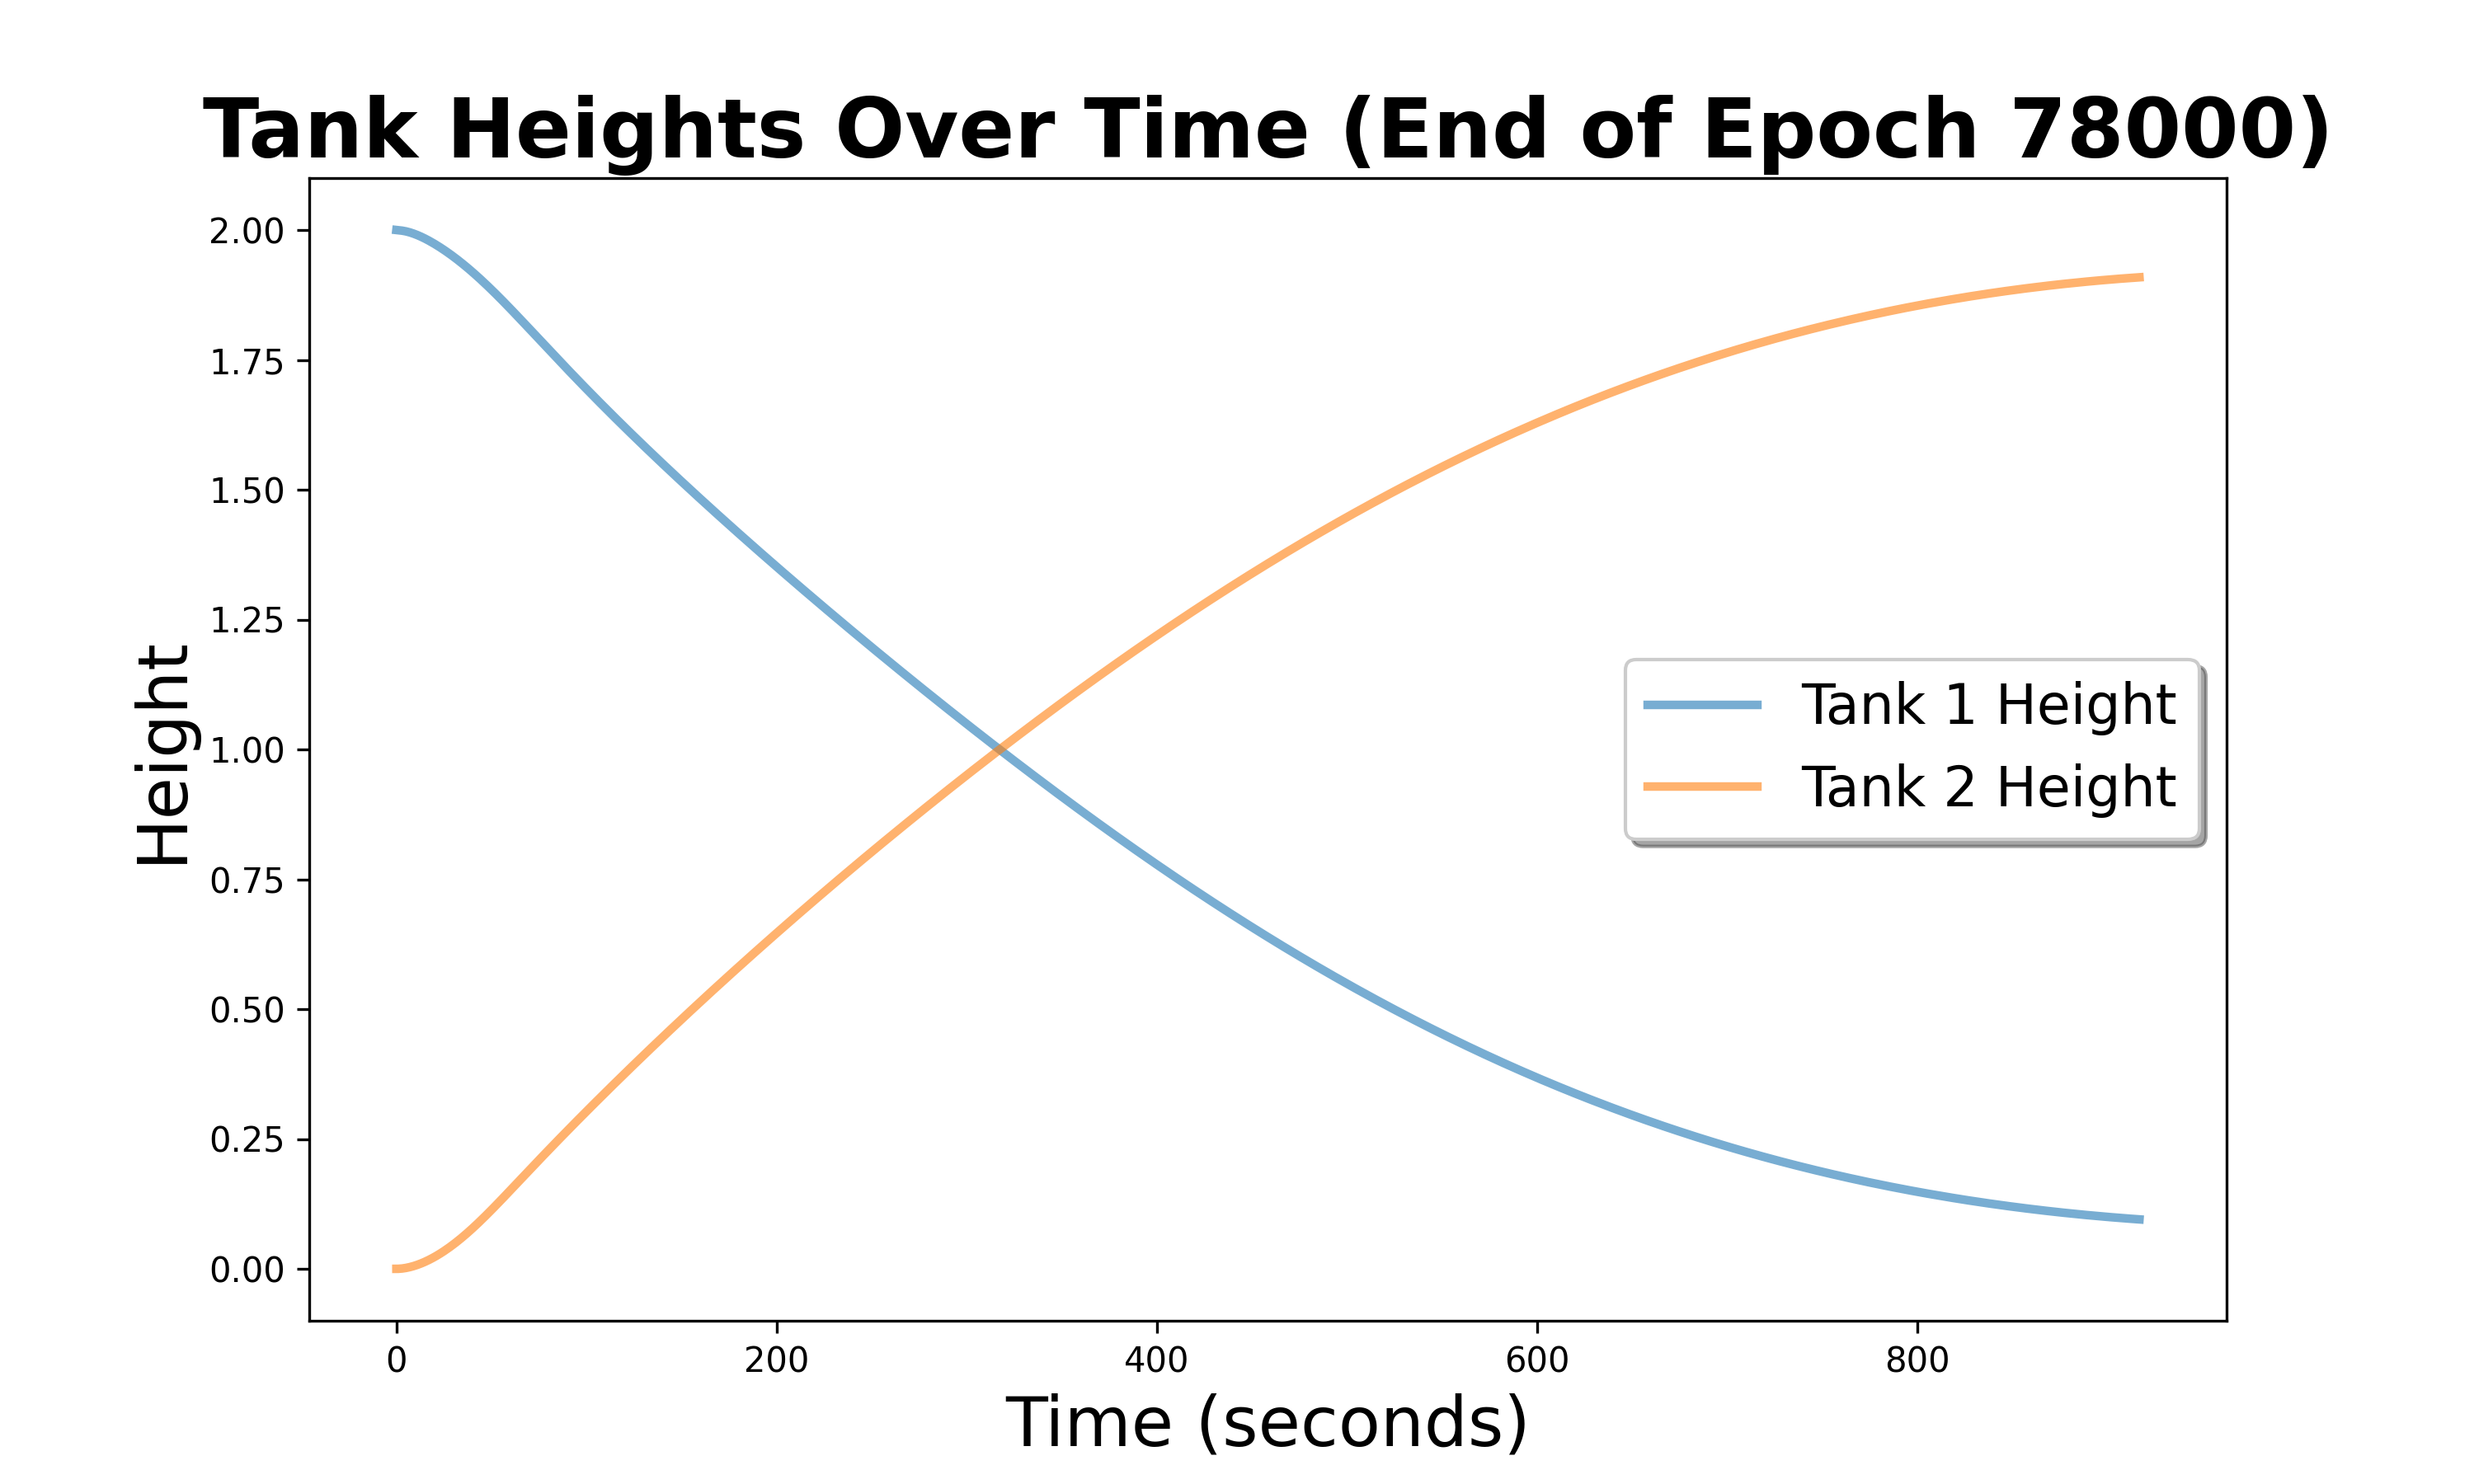 Tank Heights Over Time (End of Epoch 78000)
Height
2.00
1.75
1.50
1.25
1.00
0.75
0.50
0.25
0.00
Tank 1 Height
Tank 2 Height
0 200 400 600 800
Time (seconds)